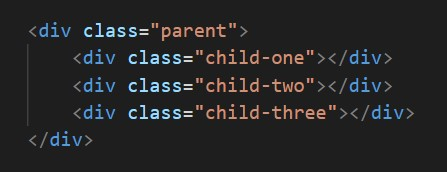 <div class="parent">
    <div class="child-one"></div>
    <div class="child-two"></div>
    <div class="child-three"></div>
</div>